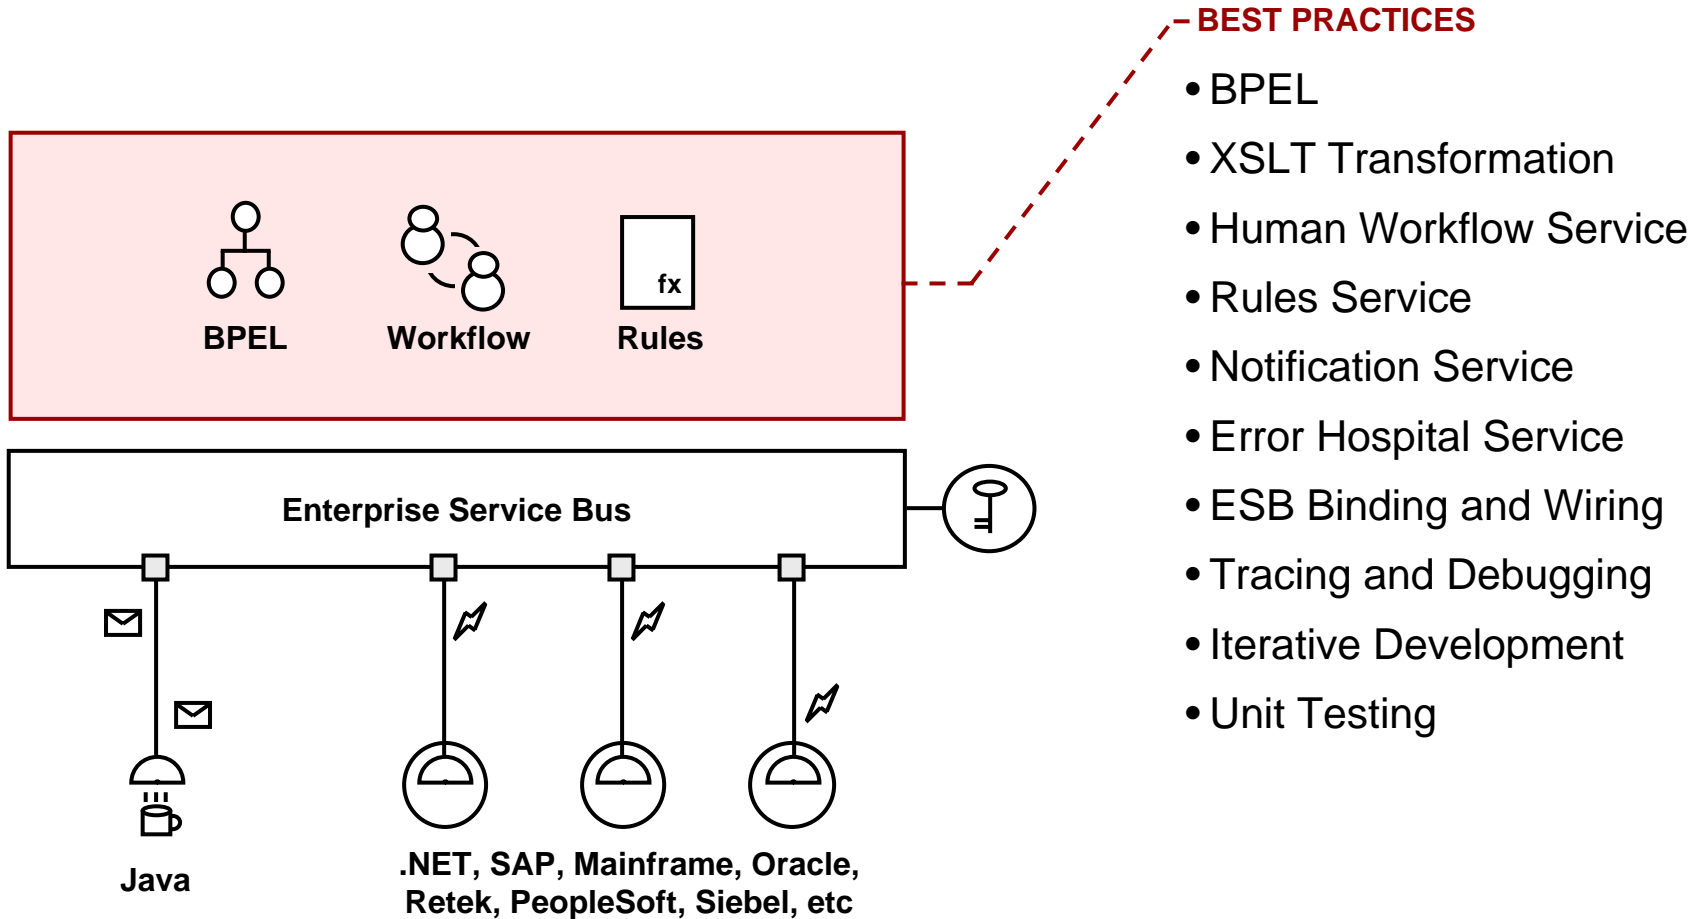 BEST PRACTICES
• BPEL
• XSLT Transformation
• Human Workflow Service
• Rules Service
• Notification Service
• Error Hospital Service
• ESB Binding and Wiring
• Tracing and Debugging
• Iterative Development
• Unit Testing
fx
BPEL
Workflow
Rules
Enterprise Service Bus
Java
.NET, SAP, Mainframe, Oracle,
Retek, PeopleSoft, Siebel, etc